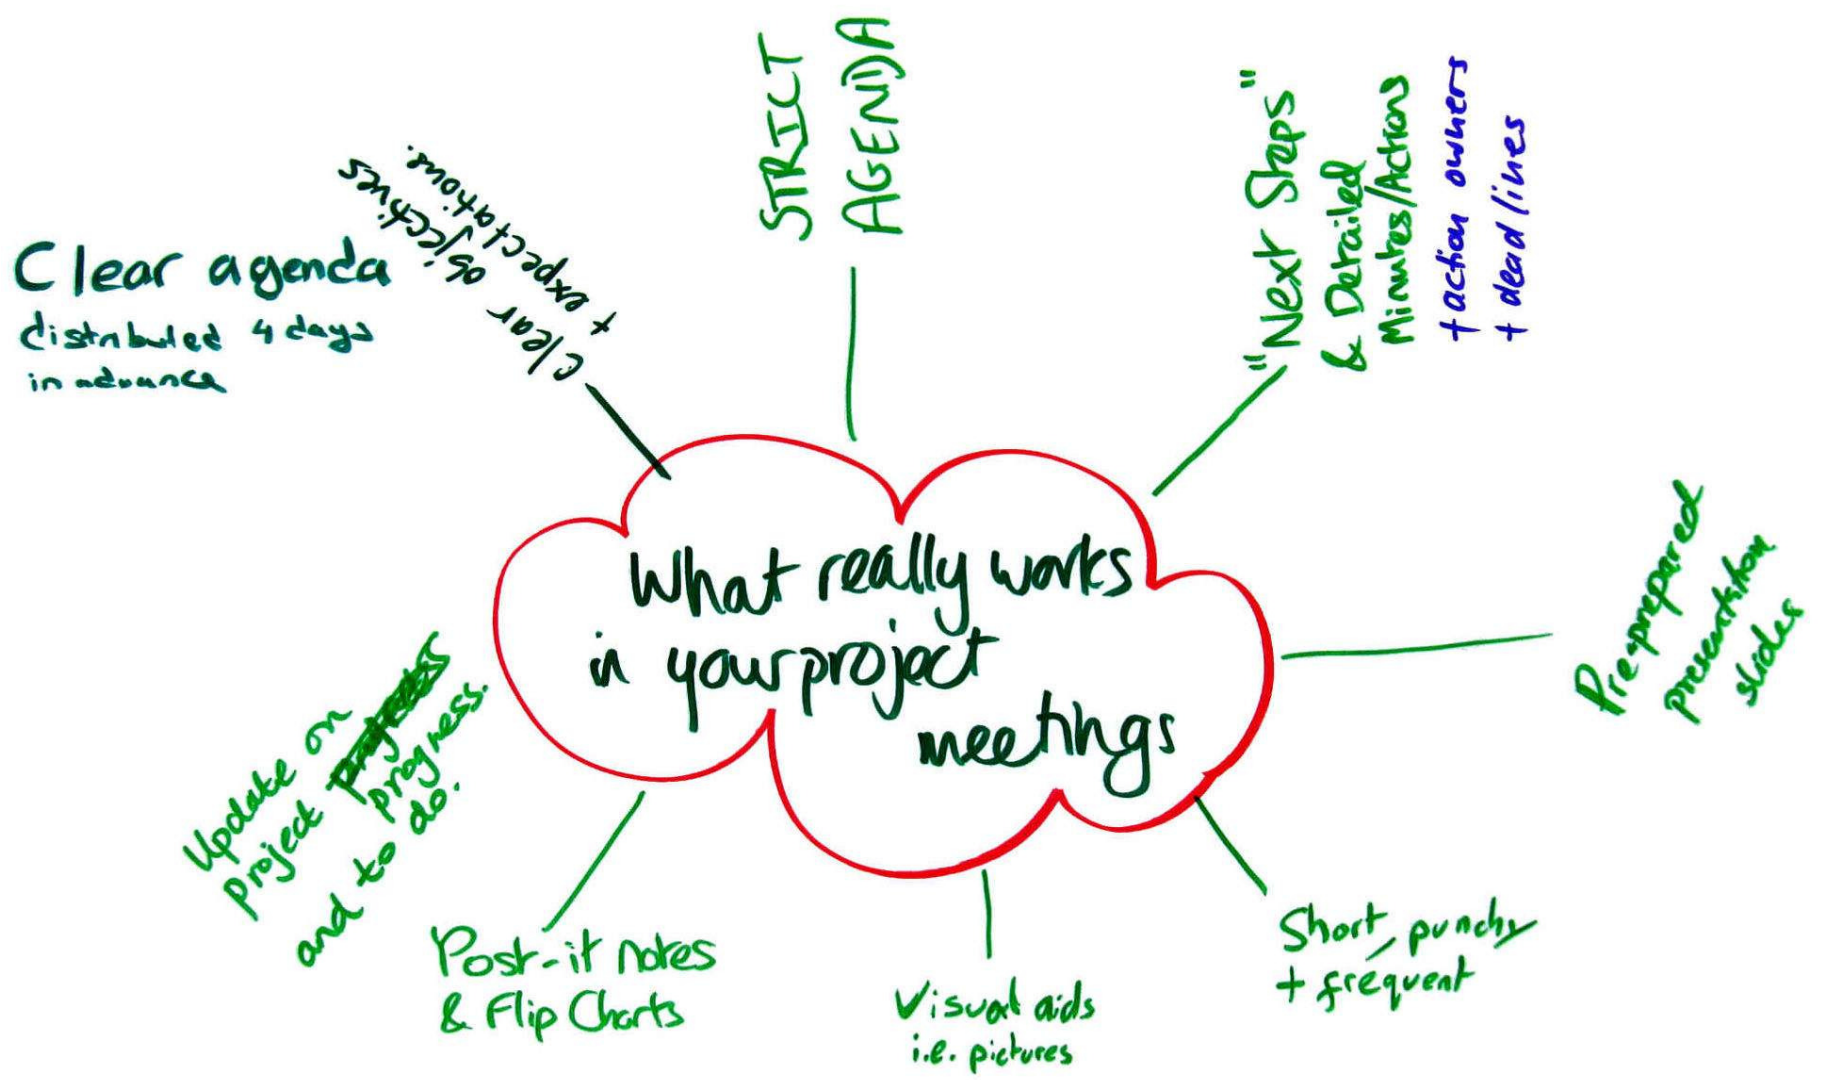 What really works
in your project
meetings
Clear agenda
distributed 4 days
in advance
clear objectives
+ expectations.
STRICT
AGENDA
"Next Steps"
& Detailed
Minutes/Actions
+ action owners
+ deadlines
Pre-prepared
presentation
slides
Short, punchy
+ frequent
Visual aids
i.e. pictures
Post-it notes
& Flip Charts
Update on
project progress.
and to do.